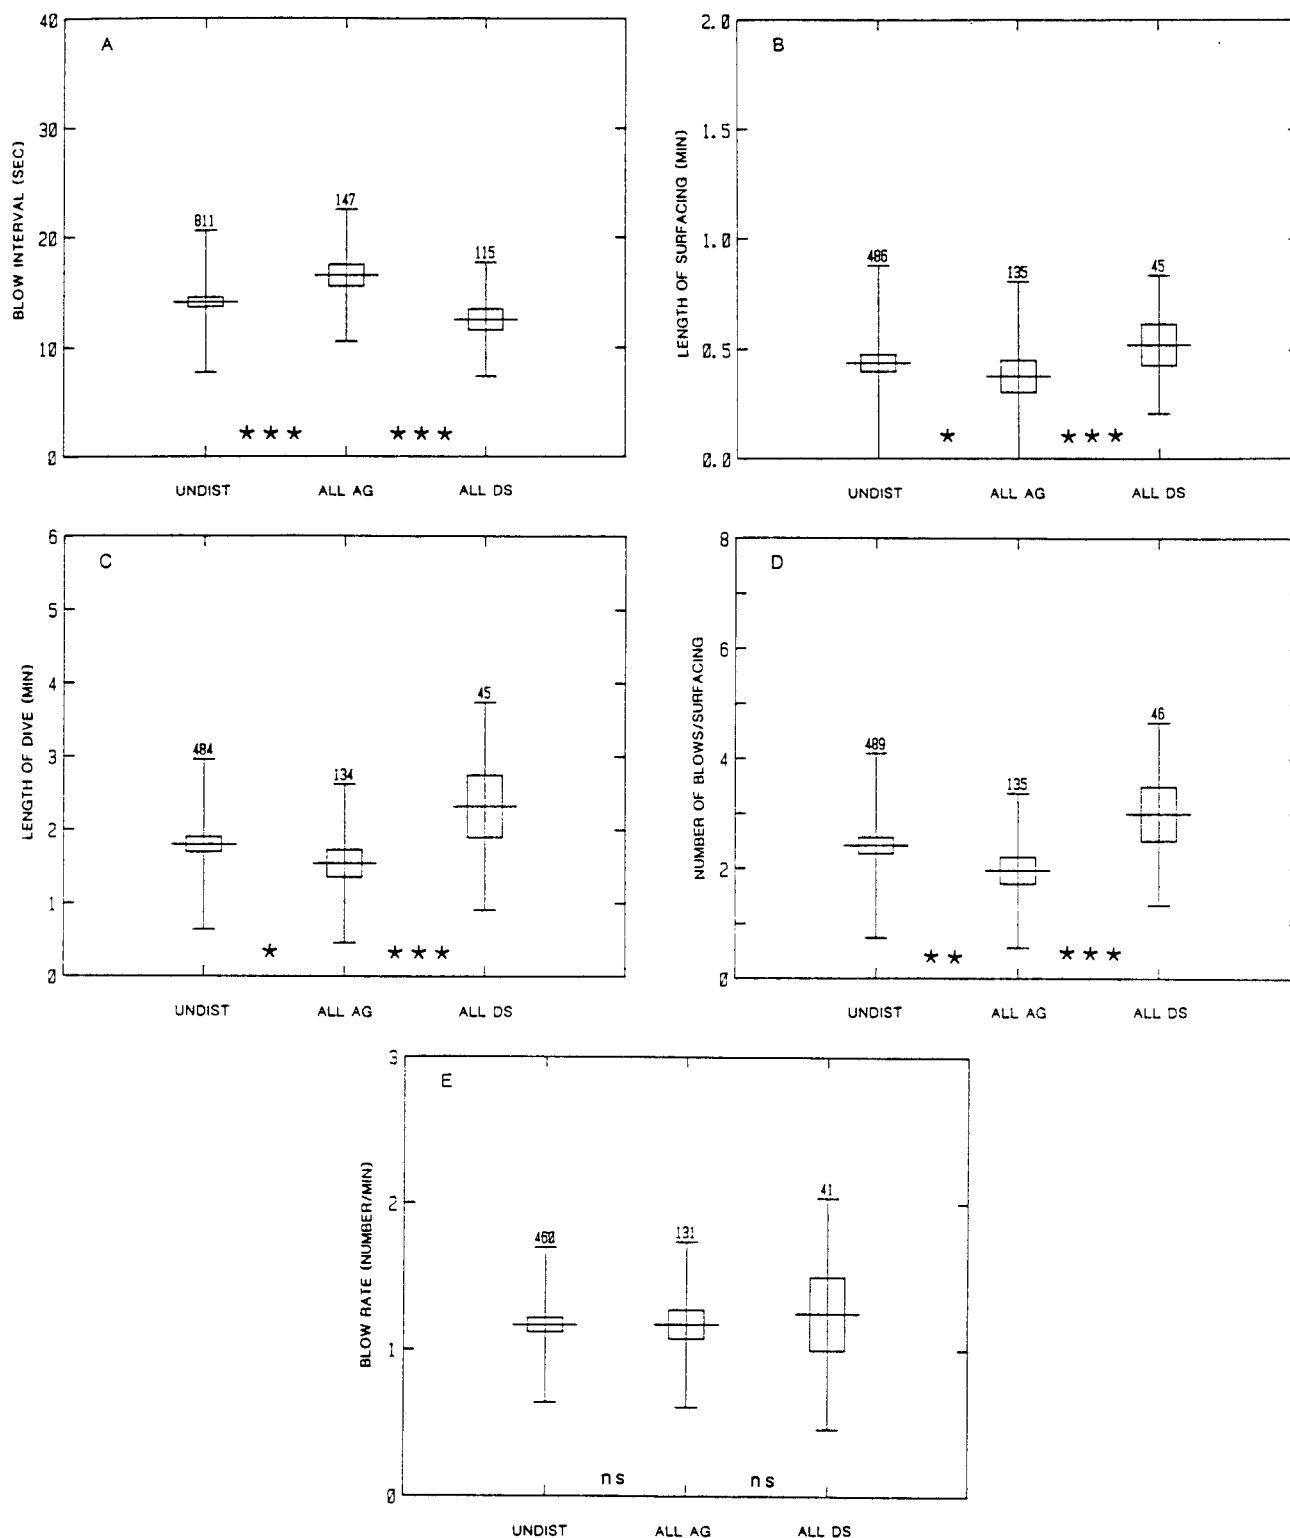 A
BLOW INTERVAL (SEC)
40
30
20
10
0
811
147
115
★★★ ★★★
UNDIST ALL AG ALL DS
B
LENGTH OF SURFACING (MIN)
2.0
1.5
1.0
0.5
0.0
486
135
45
★ ★★★
UNDIST ALL AG ALL DS
C
LENGTH OF DIVE (MIN)
6
5
4
3
2
1
0
484
134
45
★ ★★★
UNDIST ALL AG ALL DS
D
NUMBER OF BLOWS/SURFACING
8
6
4
2
0
489
135
46
★★ ★★★
UNDIST ALL AG ALL DS
E
BLOW RATE (NUMBER/MIN)
3
2
1
0
460
131
41
ns ns
UNDIST ALL AG ALL DS